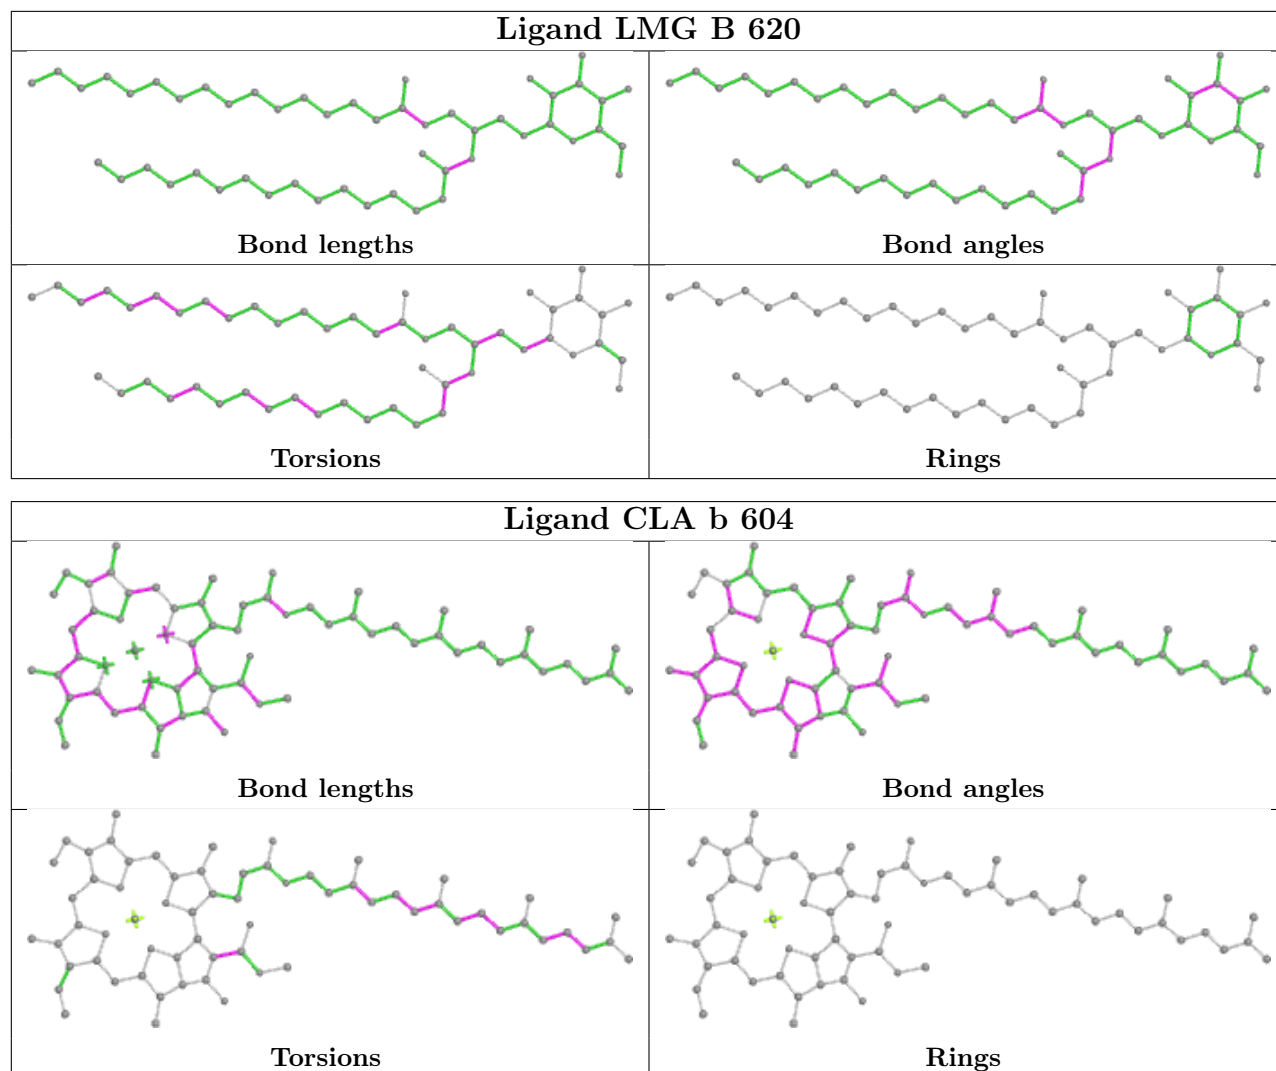 Ligand LMG B 620
Bond lengths
Bond angles
Torsions
Rings
Ligand CLA b 604
Bond lengths
Bond angles
Torsions
Rings